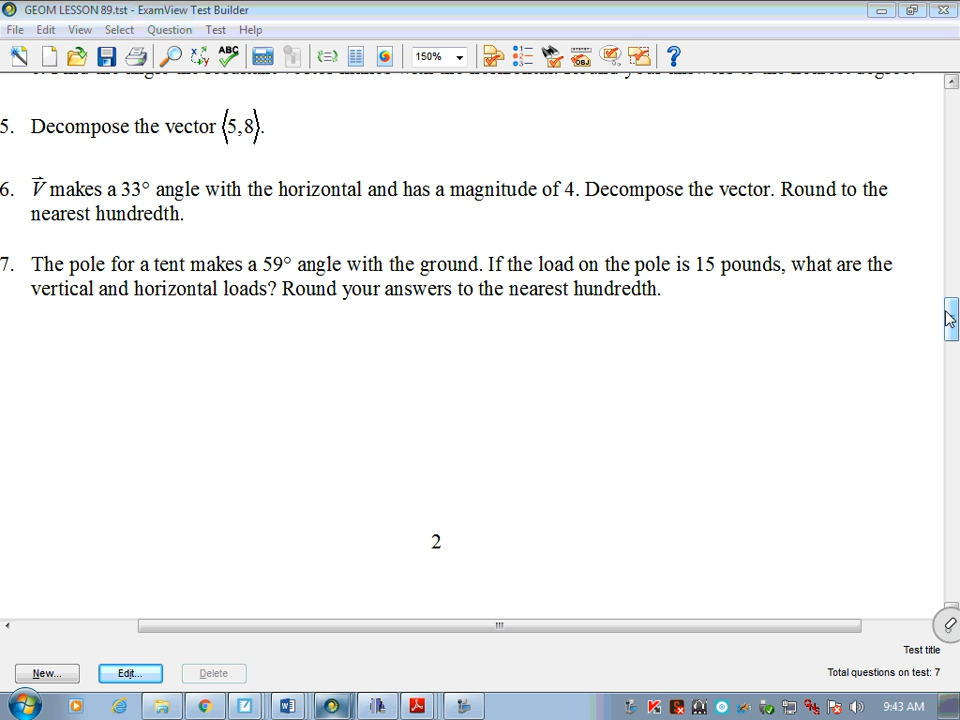 GEOM LESSON 89.tst - ExamView Test Builder
File Edit View Select Question Test Help
150%
5. Decompose the vector ⟨5,8⟩.
6. V⃗ makes a 33° angle with the horizontal and has a magnitude of 4. Decompose the vector. Round to the
nearest hundredth.
7. The pole for a tent makes a 59° angle with the ground. If the load on the pole is 15 pounds, what are the
vertical and horizontal loads? Round your answers to the nearest hundredth.
2
Test title
New... Edit... Delete
Total questions on test: 7
9:43 AM